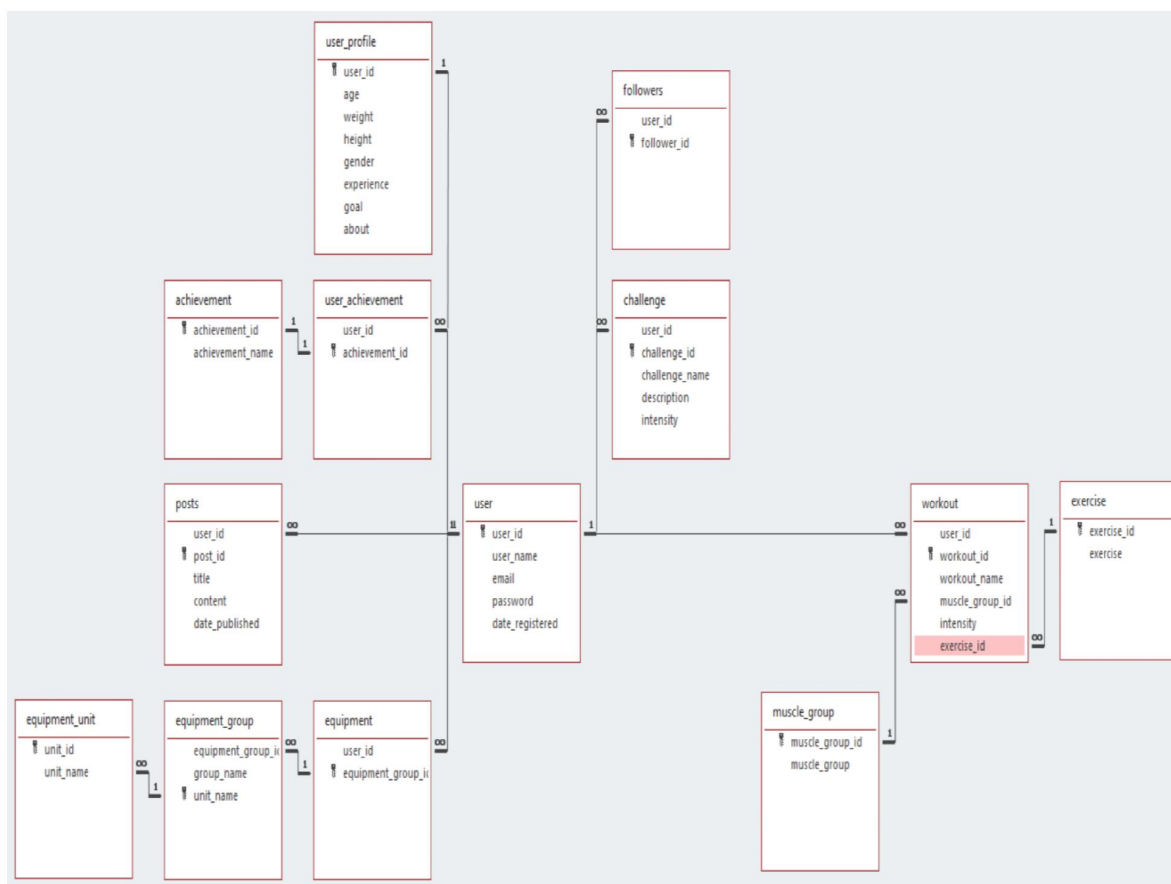 user_profile
user_id
age
weight
height
gender
experience
goal
about
1
followers
user_id
follower_id
∞
achievement
achievement_id
achievement_name
1
1
user_achievement
user_id
achievement_id
∞
challenge
user_id
challenge_id
challenge_name
description
intensity
∞
posts
user_id
post_id
title
content
date_published
∞
1
user
user_id
user_name
email
password
date_registered
1
∞
workout
user_id
workout_id
workout_name
muscle_group_id
intensity
exercise_id
∞
∞
1
exercise
exercise_id
exercise
equipment_unit
unit_id
unit_name
∞
1
equipment_group
equipment_group_i
group_name
unit_name
∞
1
equipment
user_id
equipment_group_i
∞
muscle_group
muscle_group_id
muscle_group
1